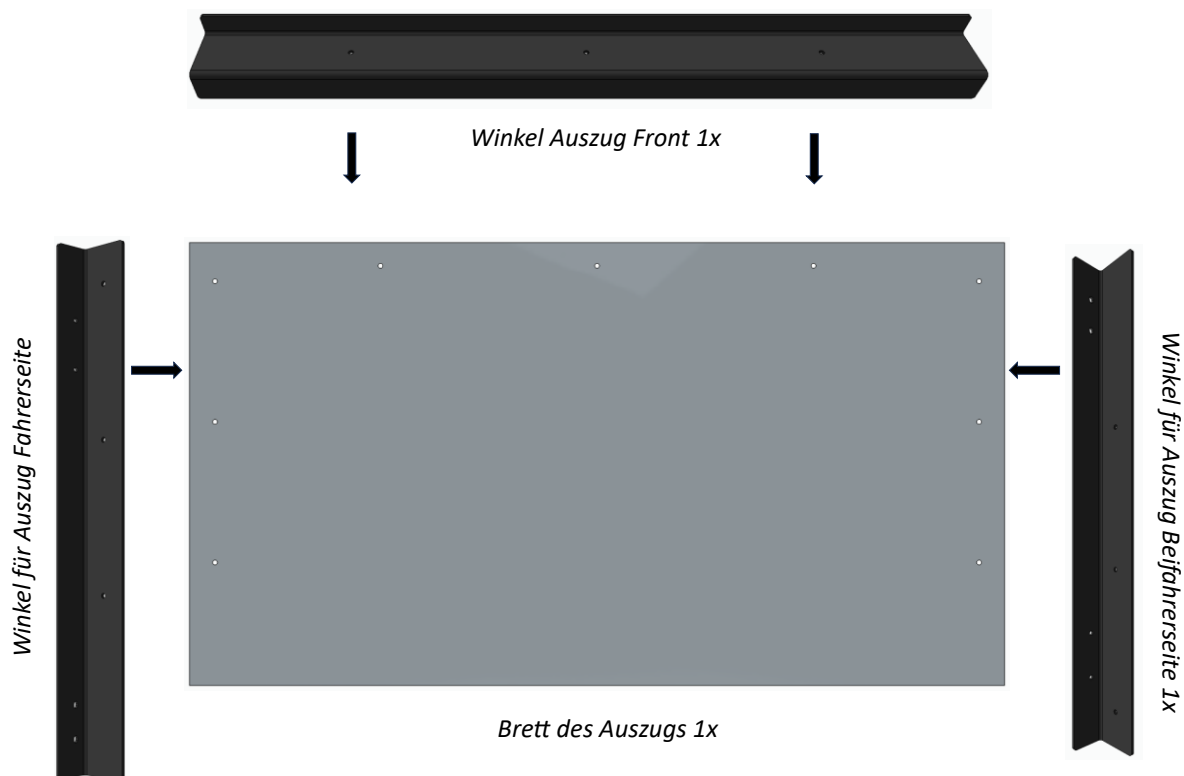 Winkel Auszug Front 1x
Winkel für Auszug Fahrerseite
Winkel für Auszug Beifahrerseite 1x
Brett des Auszugs 1x